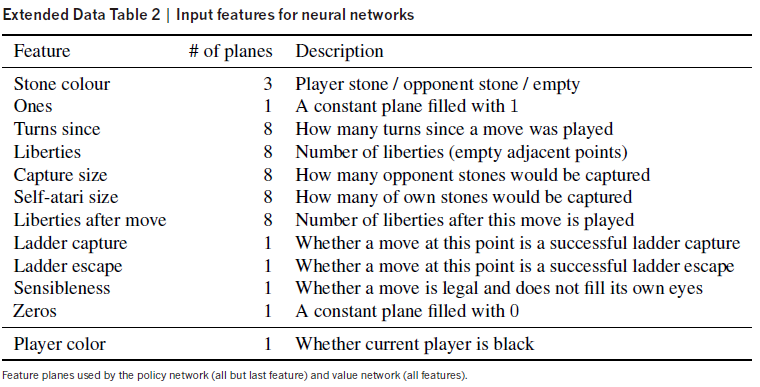 Extended Data Table 2 | Input features for neural networks
Feature # of planes Description
Stone colour 3 Player stone / opponent stone / empty
Ones 1 A constant plane filled with 1
Turns since 8 How many turns since a move was played
Liberties 8 Number of liberties (empty adjacent points)
Capture size 8 How many opponent stones would be captured
Self-atari size 8 How many of own stones would be captured
Liberties after move 8 Number of liberties after this move is played
Ladder capture 1 Whether a move at this point is a successful ladder capture
Ladder escape 1 Whether a move at this point is a successful ladder escape
Sensibleness 1 Whether a move is legal and does not fill its own eyes
Zeros 1 A constant plane filled with 0
Player color 1 Whether current player is black
Feature planes used by the policy network (all but last feature) and value network (all features).